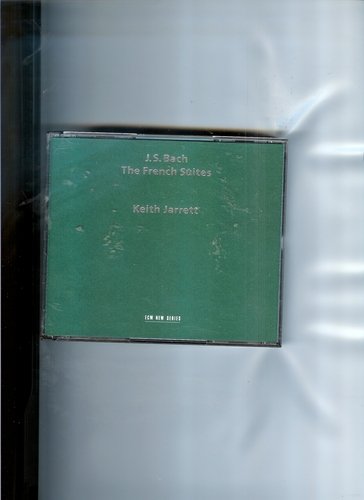 J.S. Bach
The French Suites
Keith Jarrett
ECM NEW SERIES